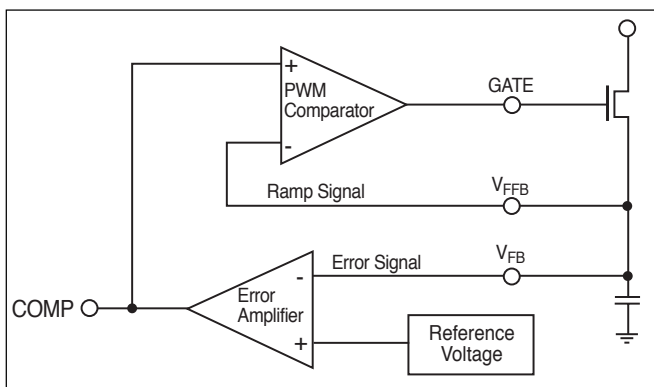 +
PWM
Comparator
-
GATE
Ramp Signal
VFFB
Error Signal
VFB
COMP
-
Error
Amplifier
+
Reference
Voltage